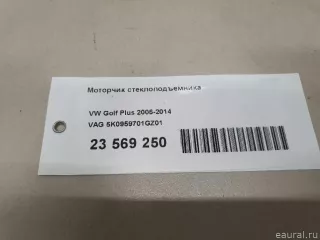 Моторчик стеклоподъемника
VW Golf Plus 2005-2014
VAG 5K0959701GZ01
23 569 250
eaural.ru